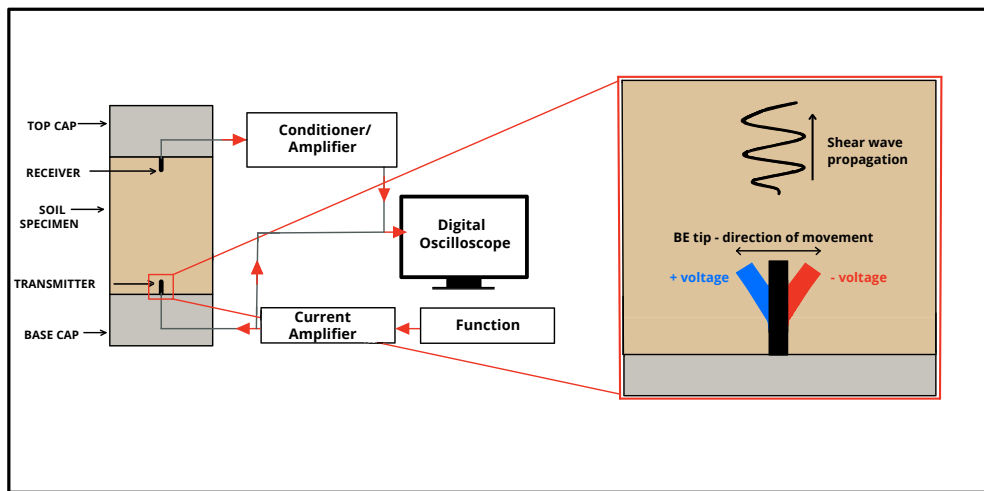 TOP CAP
RECEIVER
SOIL
SPECIMEN
TRANSMITTER
BASE CAP
Conditioner/
Amplifier
Digital
Oscilloscope
Current
Amplifier
Function
Shear wave
propagation
BE tip - direction of movement
+ voltage
- voltage